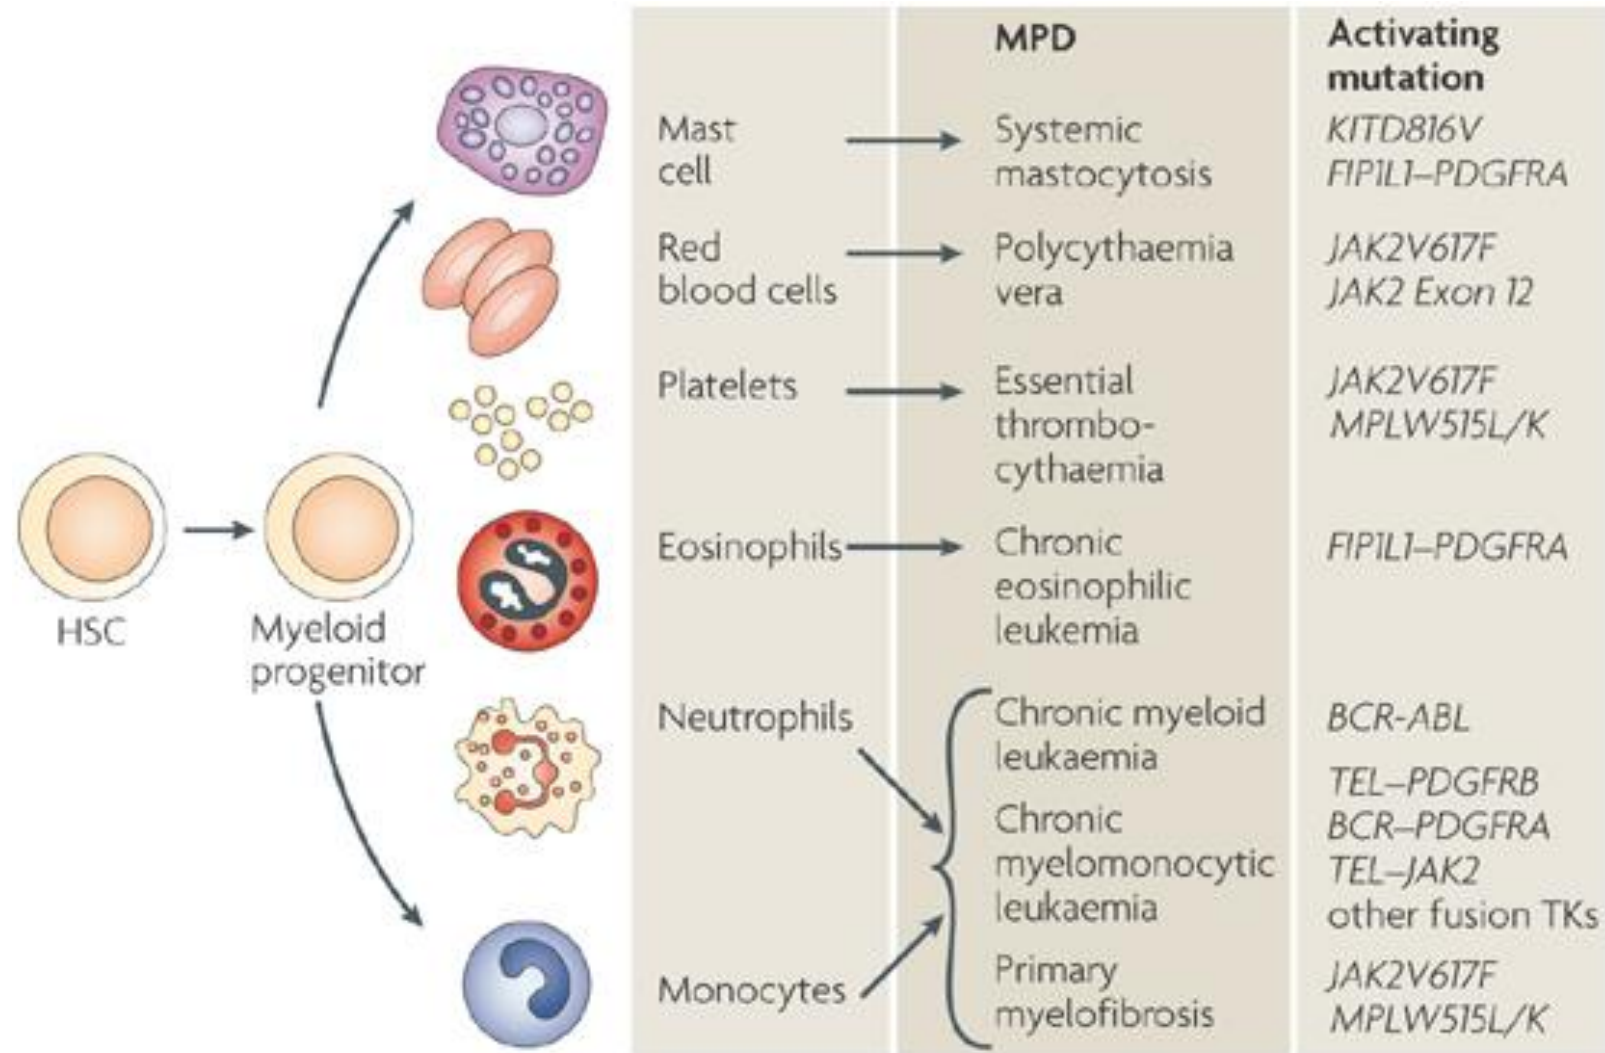 MPD
Activating
mutation
Mast
cell
Systemic
mastocytosis
KITD816V
FIP1L1–PDGFRA
Red
blood cells
Polycythaemia
vera
JAK2V617F
JAK2 Exon 12
Platelets
Essential
thrombo-
cythaemia
JAK2V617F
MPLW515L/K
HSC
Myeloid
progenitor
Eosinophils
Chronic
eosinophilic
leukemia
FIP1L1–PDGFRA
Neutrophils
Chronic myeloid
leukaemia
BCR-ABL
Chronic
myelomonocytic
leukaemia
TEL–PDGFRB
BCR–PDGFRA
TEL–JAK2
other fusion TKs
Monocytes
Primary
myelofibrosis
JAK2V617F
MPLW515L/K